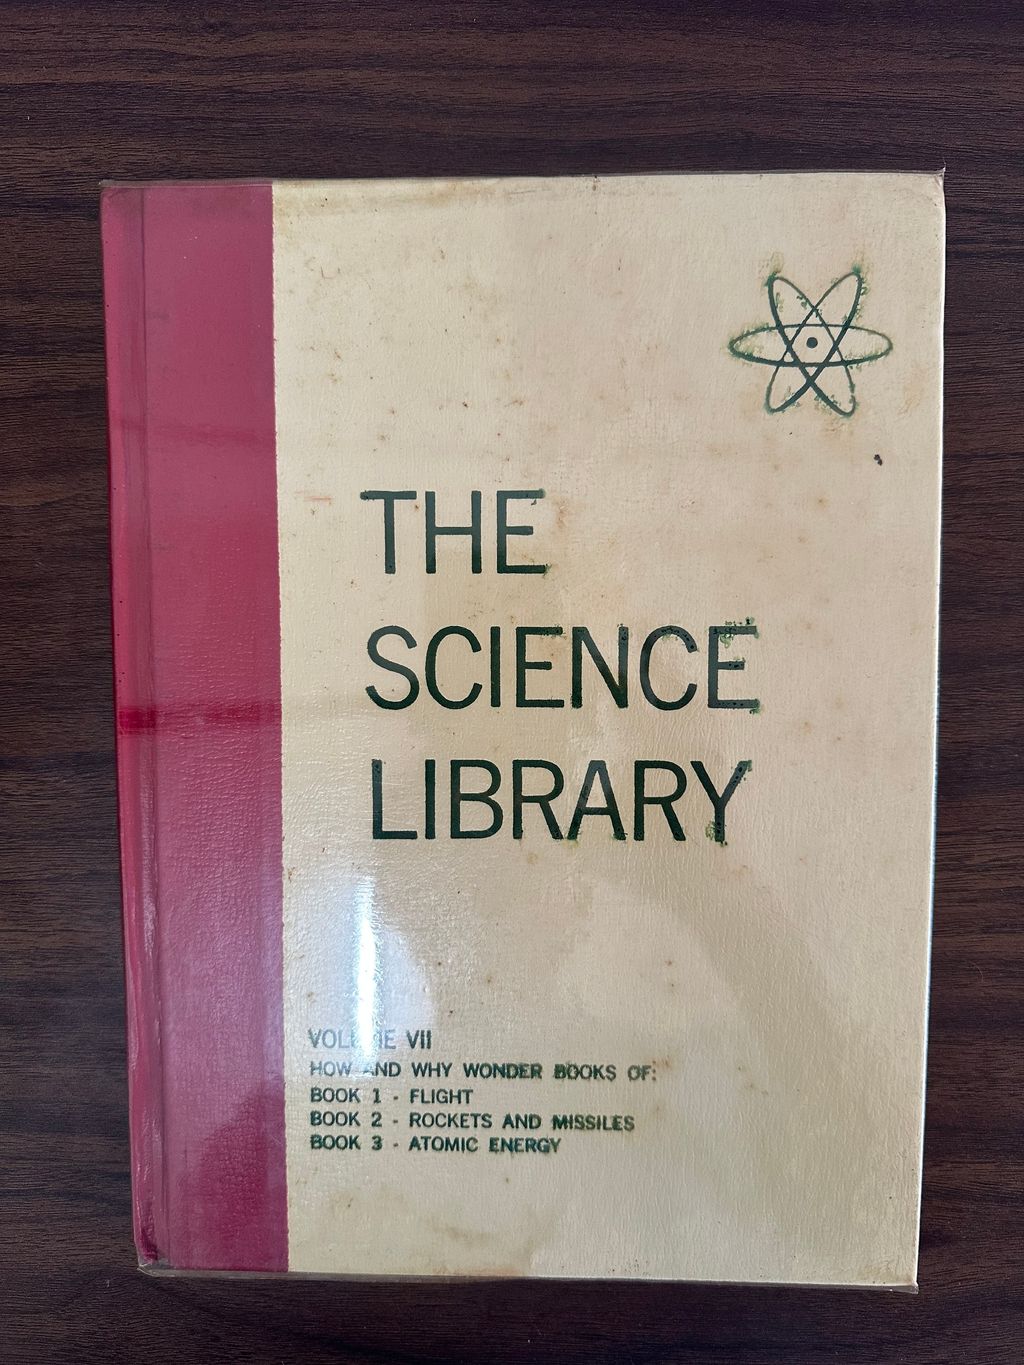 THE
SCIENCE
LIBRARY
VOLUME VII
HOW AND WHY WONDER BOOKS OF:
BOOK 1 - FLIGHT
BOOK 2 - ROCKETS AND MISSILES
BOOK 3 - ATOMIC ENERGY